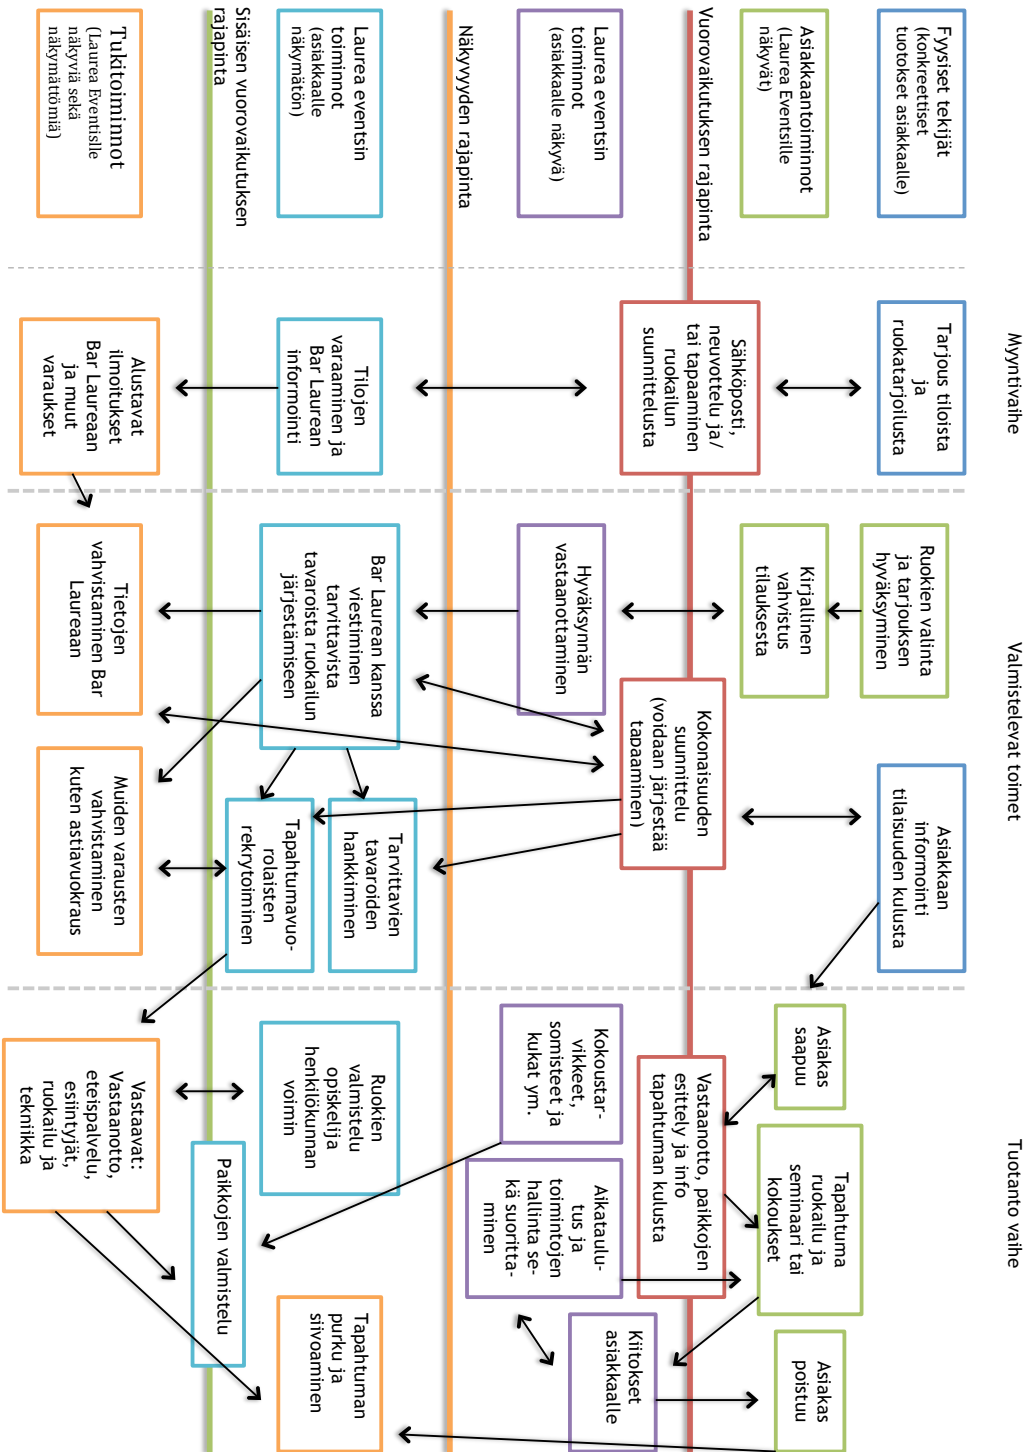 Myyntivaihe
Valmistelevat toimet
Tuotanto vaihe
Fyysiset tekijät
(konkreettiset
tuotokset asiakkaalle)
Tarjous tiloista
ja
ruokatarjoilusta
Asiakkaan
informointi
tilaisuuden kulusta
Asiakkaantoiminnot
(Laurea Eventsille
näkyvät)
Ruokien valinta
ja tarjouksen
hyväksyminen
Kirjallinen
vahvistus
tilauksesta
Asiakas
saapuu
Tapahtuma
ruokailu ja
seminaari tai
kokoukset
Asiakas
poistuu
Vuorovaikutuksen rajapinta
Sähköposti,
neuvottelu ja/
tai tapaaminen
ruokailun
suunnittelusta
Kokonaisuuden
suunnittelu
(voidaan järjestää
tapaaminen)
Vastaanotto, paikkojen
esittely ja info
tapahtuman kulusta
Laurea eventsin
toiminnot
(asiakkaalle näkyvä)
Hyväksynnän
vastaanottaminen
Kokoustar-
vikkeet,
somisteet ja
kukat ym.
Aikataulu-
tus ja
toimintojen
hallinta se-
kä suoritta-
minen
Kiitokset
asiakkaalle
Näkyvyyden rajapinta
Laurea eventsin
toiminnot
(asiakkaalle
näkymätön)
Tilojen
varaaminen ja
Bar Laurean
informointi
Bar Laurean kanssa
viestiminen
tarvittavista
tavaroista ruokailun
järjestämiseen
Tarvittavien
tavaroiden
hankkiminen
Tapahtumavuo-
rolaisten
rekrytoiminen
Ruokien
valmistelu
opiskelija
henkilökunnan
voimin
Paikkojen valmistelu
Tapahtuman
purku ja
siivoaminen
Sisäisen vuorovaikutuksen
rajapinta
Tukitoiminnot
(Laurea Eventislle
näkyviä sekä
näkymättömiä)
Alustavat
ilmoitukset
Bar Laureaan
ja muut
varaukset
Tietojen
vahvistaminen Bar
Laureaan
Muiden varausten
vahvistaminen
kuten astiavuokraus
Vastaavat:
Vastaanotto,
eteispalvelu,
esiintyjät,
ruokailu ja
tekniikka